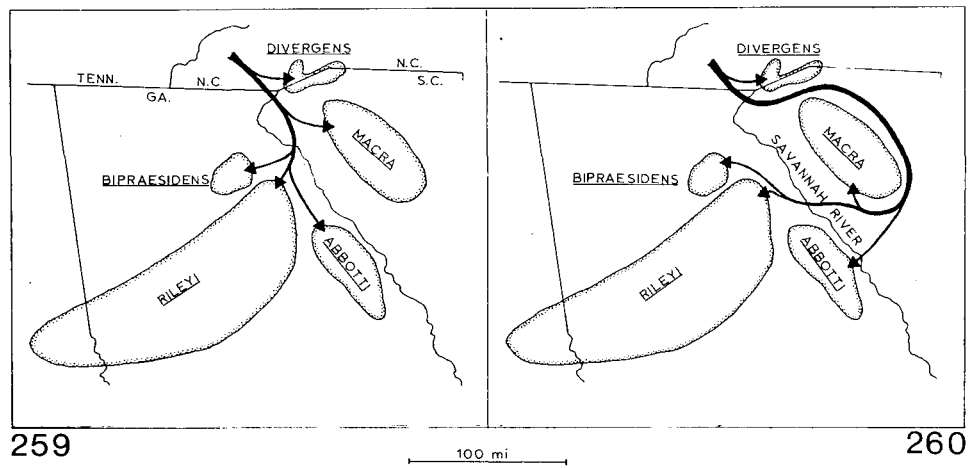 DIVERGENS
N.C.
TENN.
N.C.
S.C.
GA.
MACRA
BIPRAESIDENS
ABBOTTI
RILEYI
259
DIVERGENS
N.C.
S.C.
MACRA
SAVANNAH RIVER
BIPRAESIDENS
ABBOTTI
RILEYI
260
100 mi